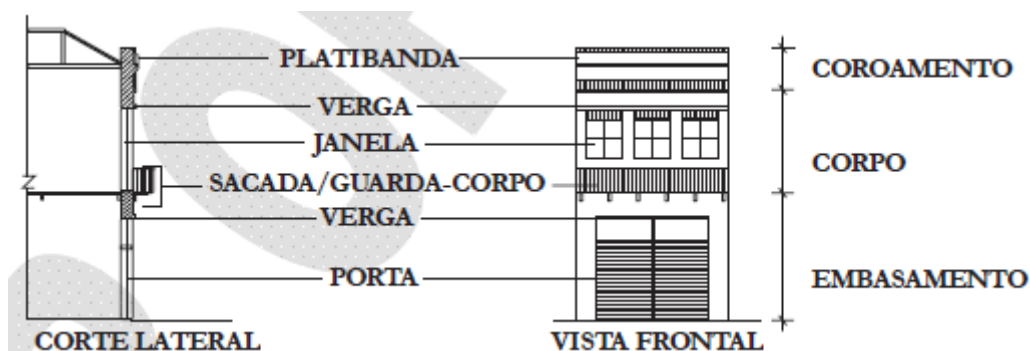 PLATIBANDA
COROAMENTO
VERGA
JANELA
CORPO
SACADA/GUARDA-CORPO
VERGA
PORTA
EMBASAMENTO
CORTE LATERAL
VISTA FRONTAL